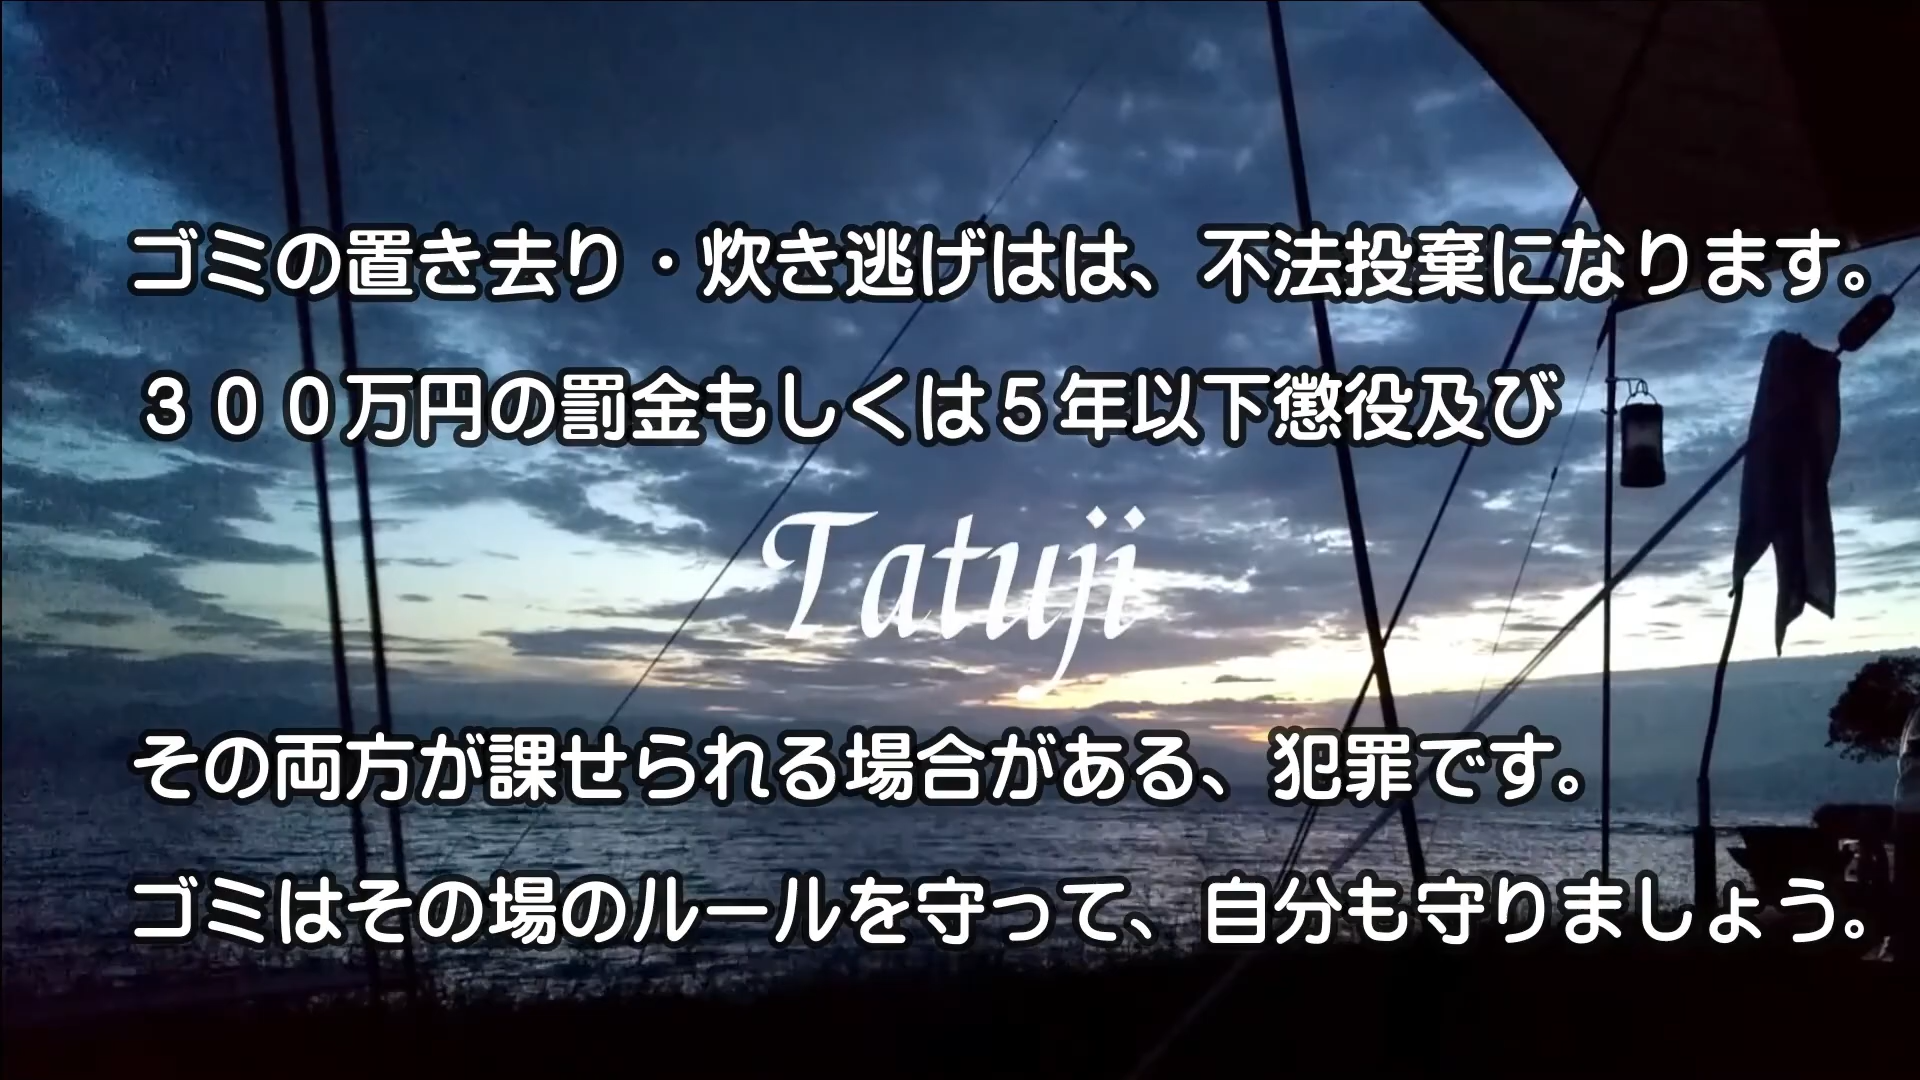 ゴミの置き去り・炊き逃げはは、不法投棄になります。
３００万円の罰金もしくは５年以下懲役及び
Tatuji
その両方が課せられる場合がある、犯罪です。
ゴミはその場のルールを守って、自分も守りましょう。